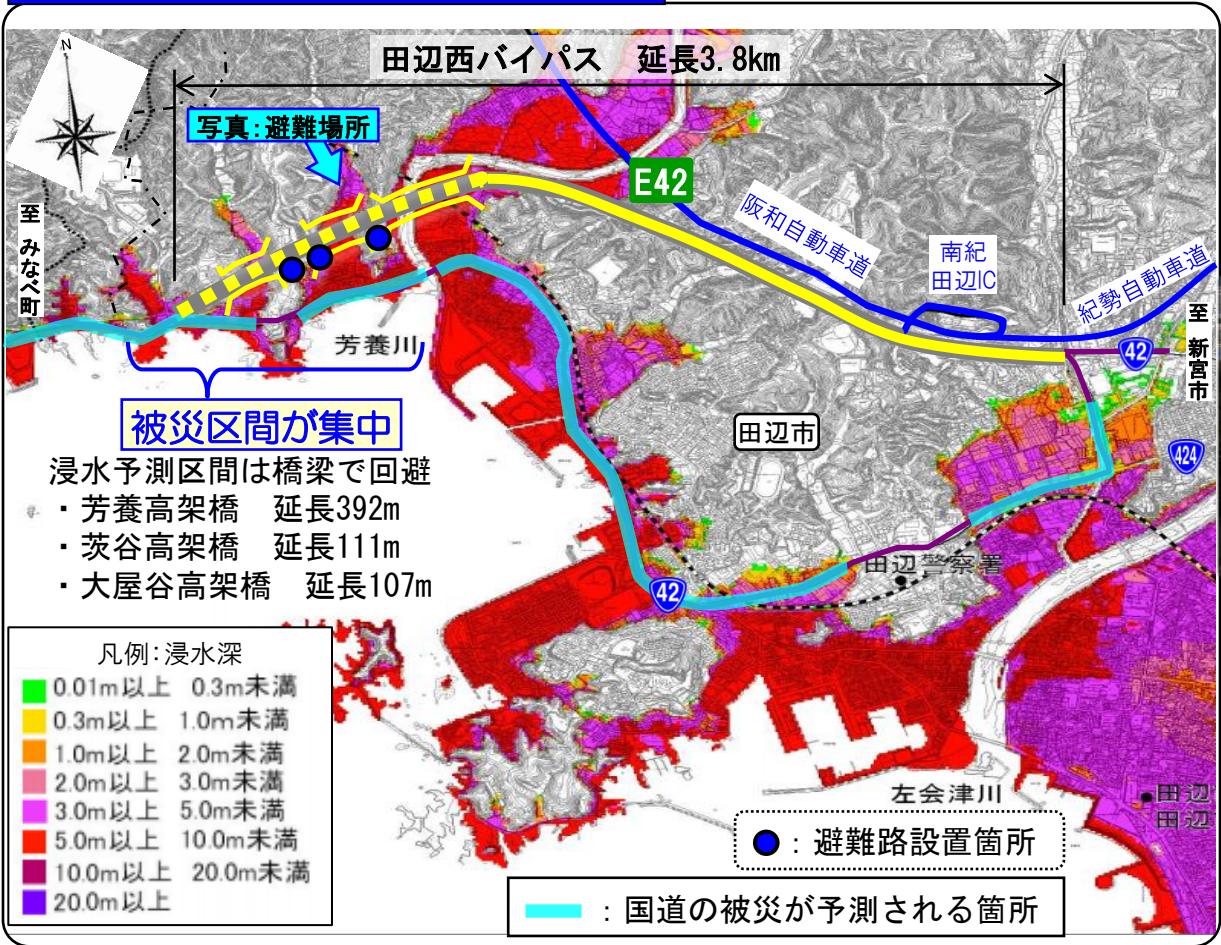 N
田辺西バイパス　延長3.8km
写真：避難場所
E42
阪和自動車道
南紀
田辺IC
紀勢自動車道
至 みなべ町
至 新宮市
42
芳養川
被災区間が集中
田辺市
424
浸水予測区間は橋梁で回避
・芳養高架橋　延長392m
・茨谷高架橋　延長111m
・大屋谷高架橋　延長107m
田辺警察署
42
凡例：浸水深
0.01m以上　0.3m未満
0.3m以上　1.0m未満
1.0m以上　2.0m未満
2.0m以上　3.0m未満
3.0m以上　5.0m未満
5.0m以上　10.0m未満
10.0m以上　20.0m未満
20.0m以上
左会津川
田辺
田辺
：避難路設置箇所
：国道の被災が予測される箇所